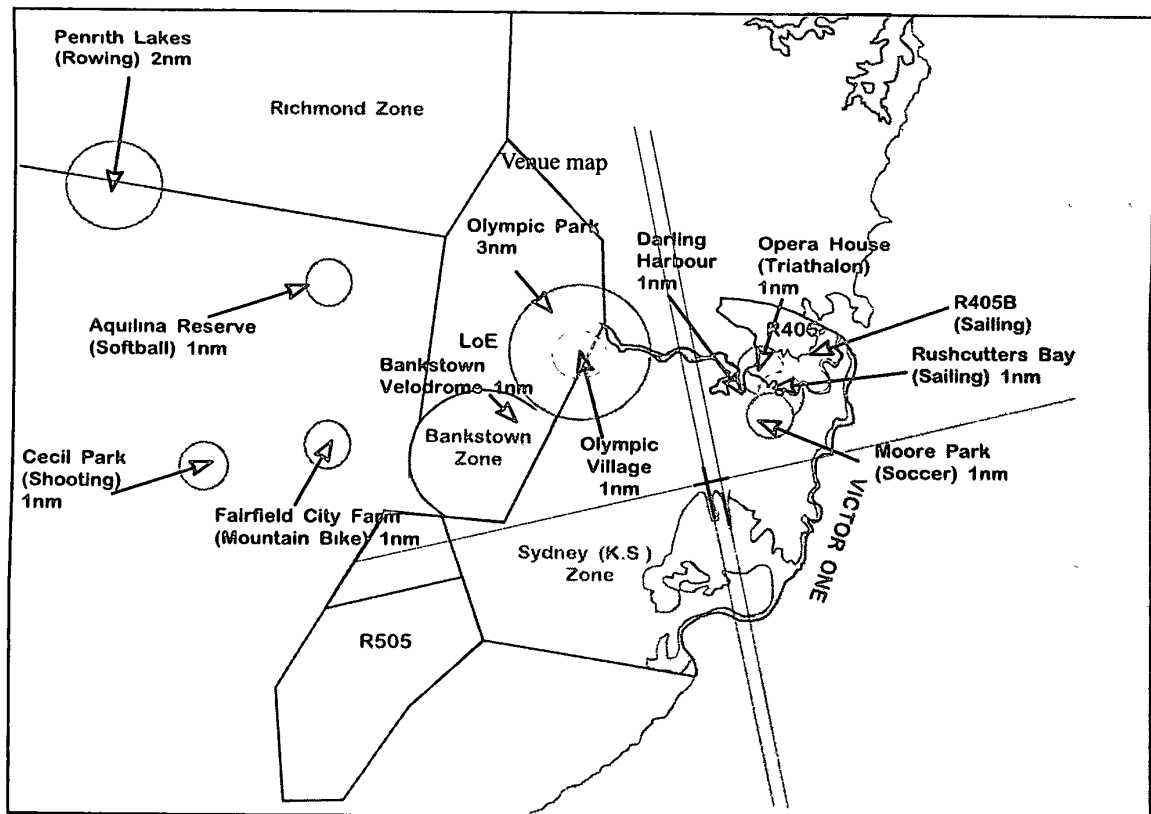 Penrith Lakes
(Rowing) 2nm
Richmond Zone
Venue map
Olympic Park
3nm
Darling
Harbour
1nm
Opera House
(Triathalon)
1nm
R405B
(Sailing)
Rushcutters Bay
(Sailing) 1nm
Aquilina Reserve
(Softball) 1nm
LoE
Bankstown
Velodrome 1nm
Bankstown
Zone
Olympic
Village
1nm
Moore Park
(Soccer) 1nm
Cecil Park
(Shooting)
1nm
Fairfield City Farm
(Mountain Bike) 1nm
Sydney (K.S)
Zone
VICTOR ONE
R505